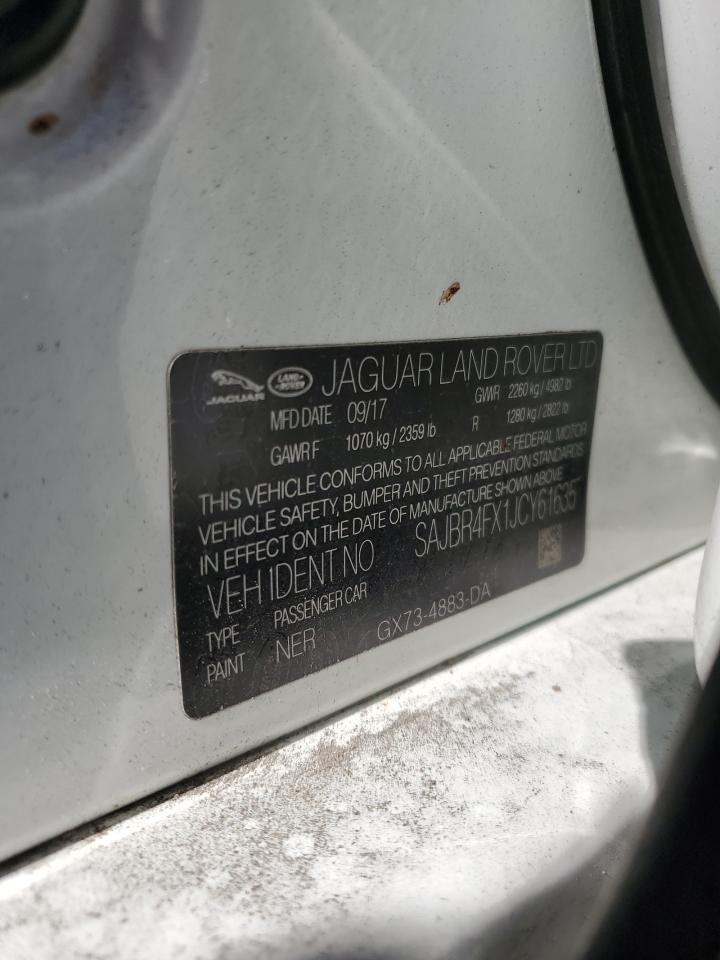 JAGUAR LAND-ROVER JAGUAR LAND ROVER LTD
MFD DATE 09/17 GWWR 2260 kg / 4982 lb
GAWR F 1070 kg / 2359 lb R 1280 kg / 2822 lb
THIS VEHICLE CONFORMS TO ALL APPLICABLE FEDERAL MOTOR
VEHICLE SAFETY, BUMPER AND THEFT PREVENTION STANDARDS
IN EFFECT ON THE DATE OF MANUFACTURE SHOWN ABOVE
VEH IDENT NO SAJBR4FX1JCY61635
TYPE PASSENGER CAR
PAINT NER GX73-4883-DA